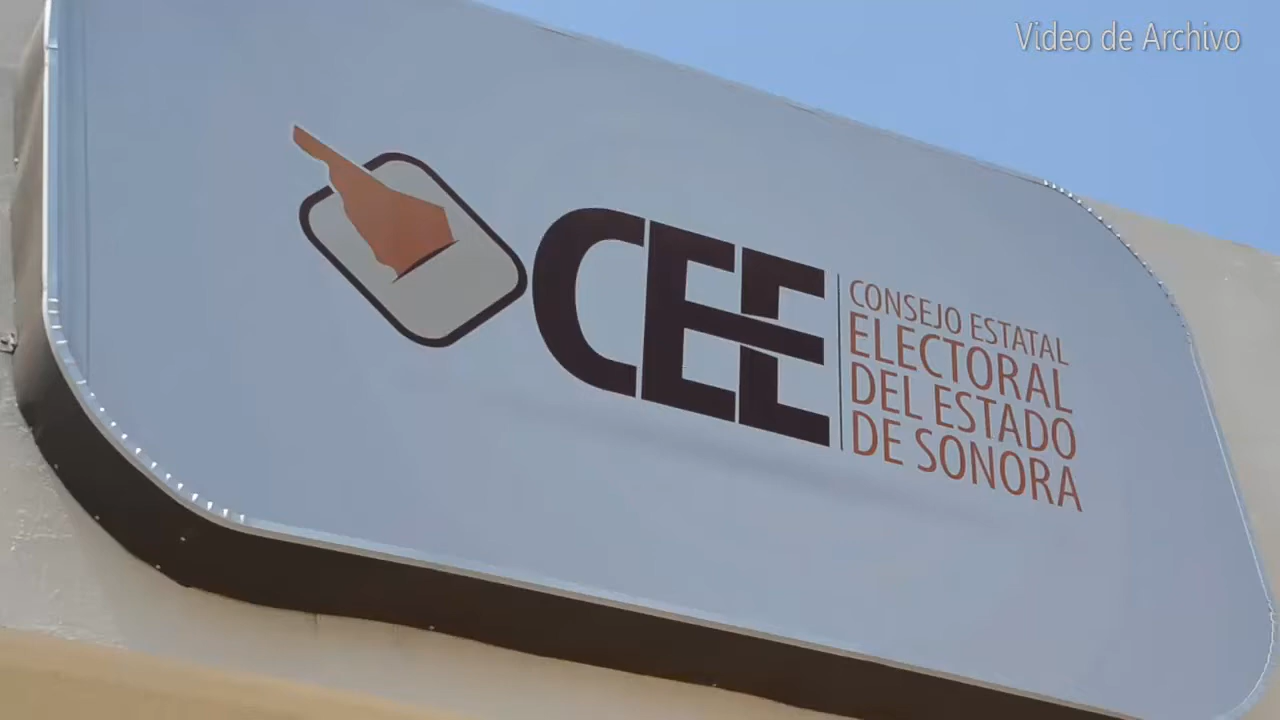 Video de Archivo
CEE
CONSEJO ESTATAL
ELECTORAL
DEL ESTADO
DE SONORA